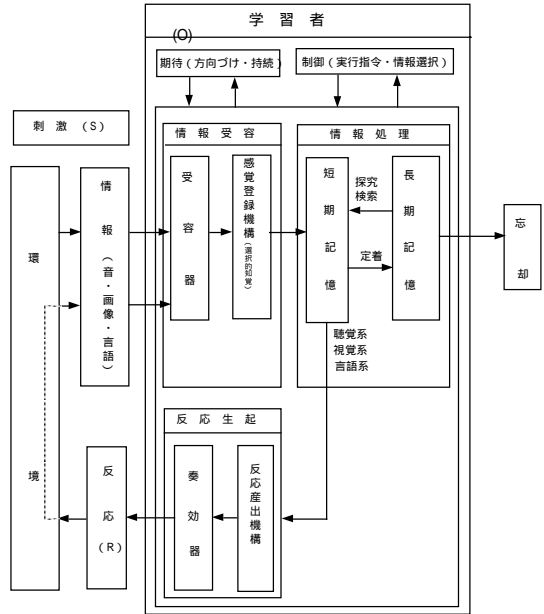 学習者
(O)
期待(方向づけ・持続)
制御(実行指令・情報選択)
刺激(S)
情報受容
情報処理
環境
情報(音・画像・言語)
受容器
感覚登録機構(選択的知覚)
短期記憶
探究
検索
定着
長期記憶
忘却
聴覚系
視覚系
言語系
反応生起
反応(R)
奏効器
反応産出機構